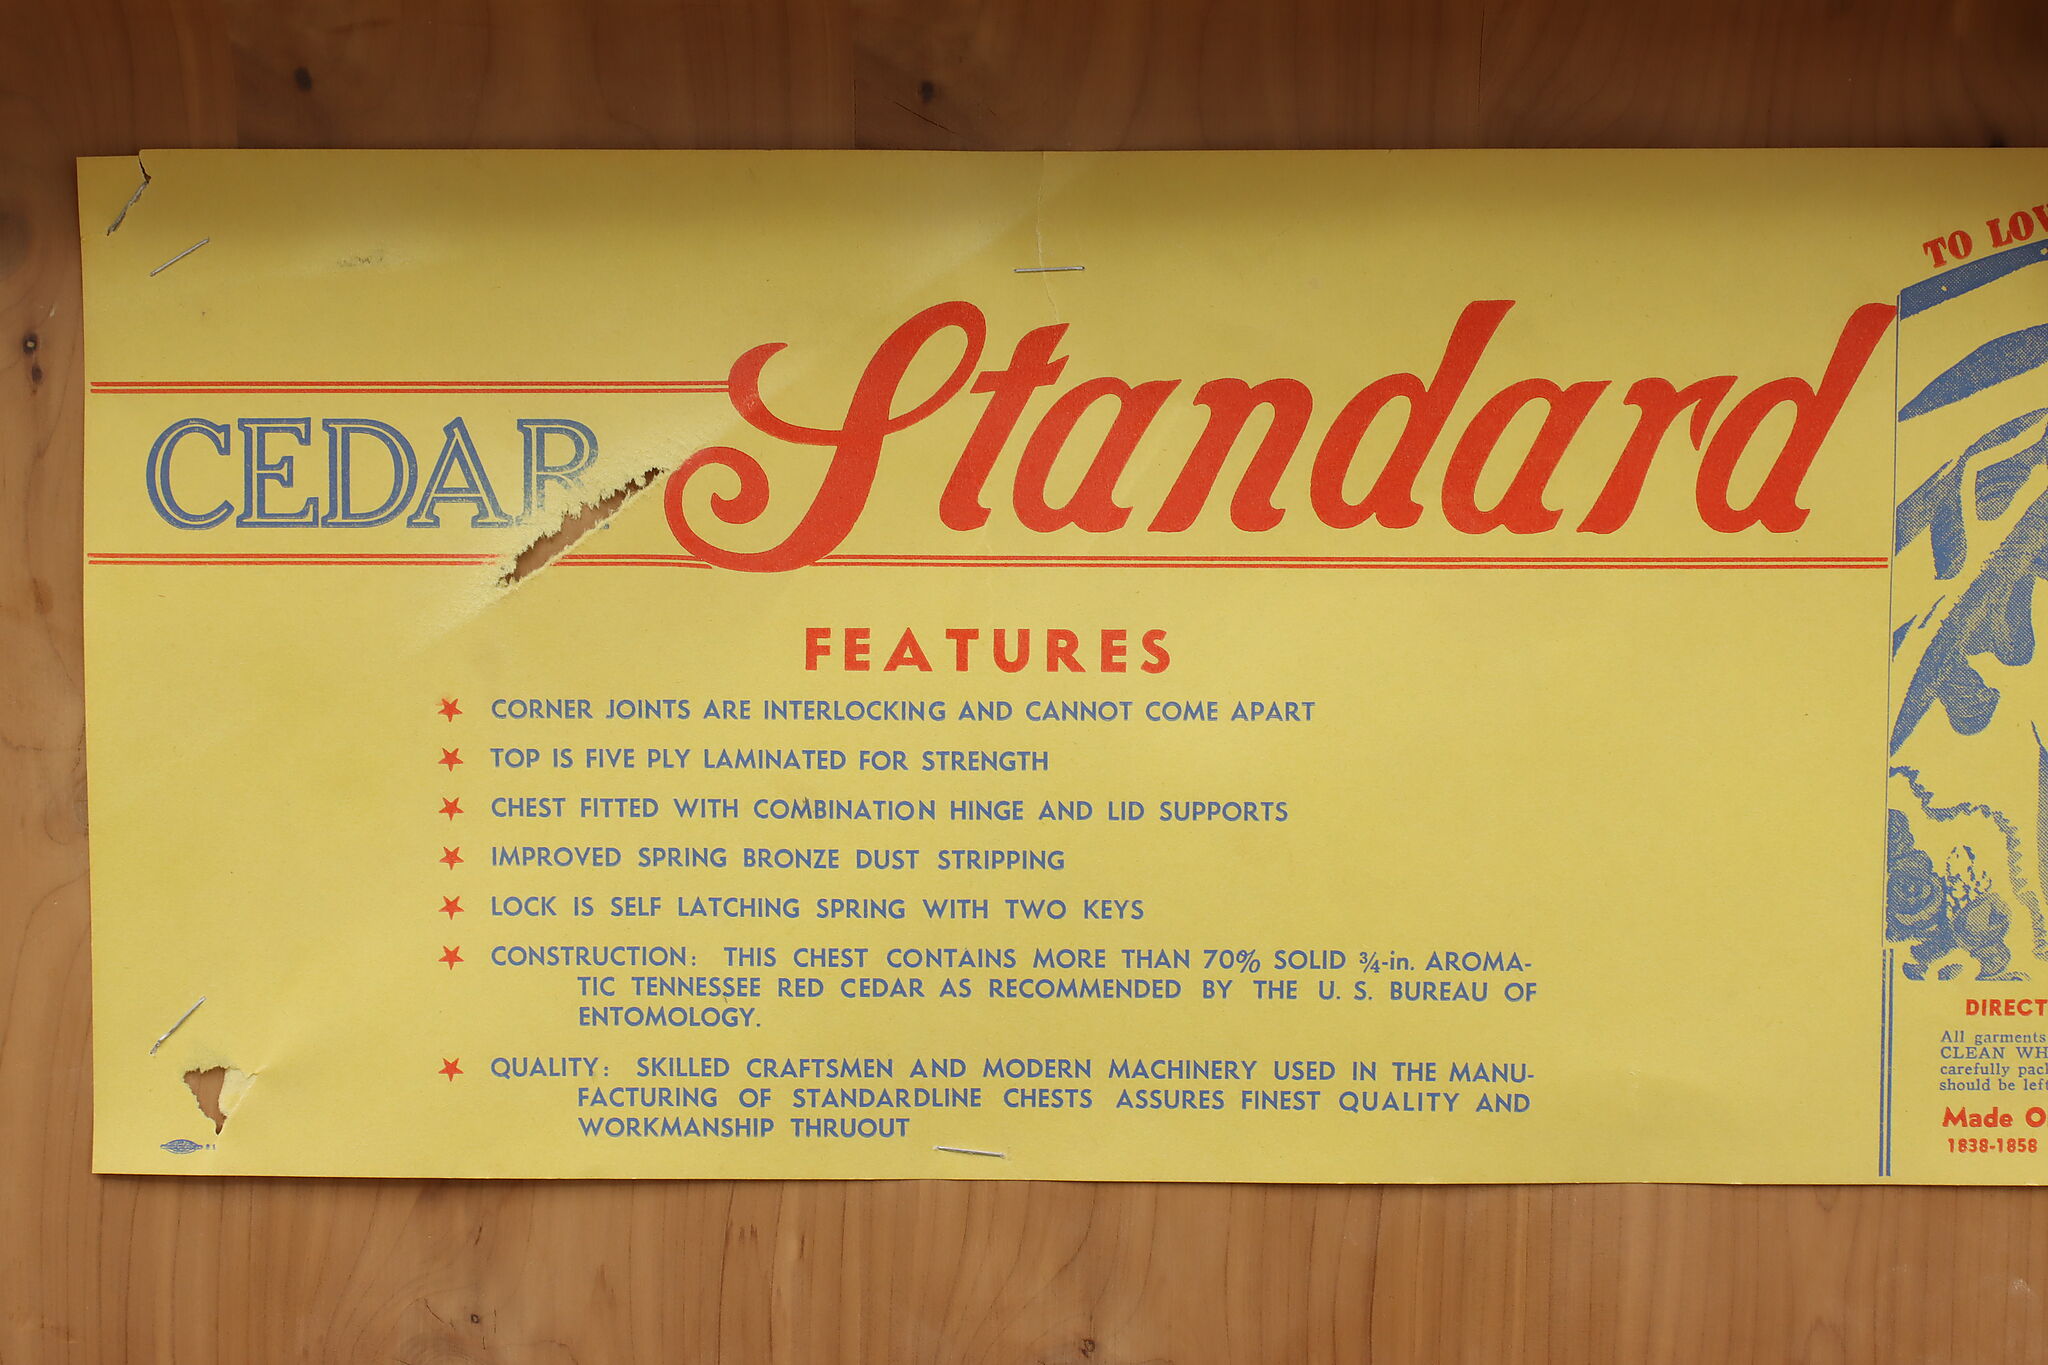 CEDAR Standard
FEATURES
CORNER JOINTS ARE INTERLOCKING AND CANNOT COME APART
TOP IS FIVE PLY LAMINATED FOR STRENGTH
CHEST FITTED WITH COMBINATION HINGE AND LID SUPPORTS
IMPROVED SPRING BRONZE DUST STRIPPING
LOCK IS SELF LATCHING SPRING WITH TWO KEYS
CONSTRUCTION: THIS CHEST CONTAINS MORE THAN 70% SOLID ¾-in. AROMA-
TIC TENNESSEE RED CEDAR AS RECOMMENDED BY THE U. S. BUREAU OF
ENTOMOLOGY.
QUALITY: SKILLED CRAFTSMEN AND MODERN MACHINERY USED IN THE MANU-
FACTURING OF STANDARDLINE CHESTS ASSURES FINEST QUALITY AND
WORKMANSHIP THRUOUT
TO
All garments
CLEAN
carefully
should be left
Made
1838-1858